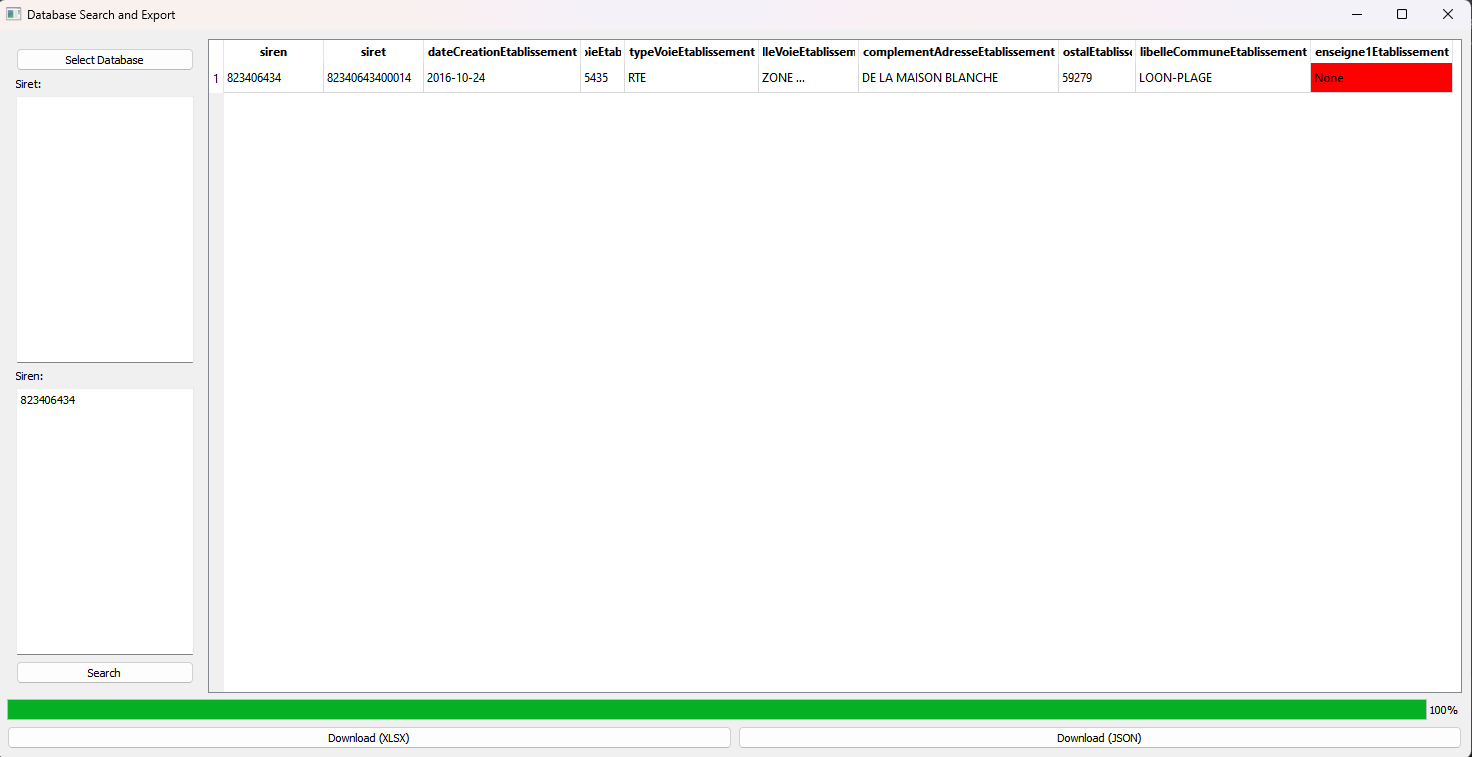 Database Search and Export
Select Database
Siret:
Siren:
823406434
Search
siren siret dateCreationEtablissement oieEtab typeVoieEtablissement lleVoieEtablissem complementAdresseEtablissement ostalEtablisse libelleCommuneEtablissement enseigne1Etablissement
1 823406434 82340643400014 2016-10-24 5435 RTE ZONE ... DE LA MAISON BLANCHE 59279 LOON-PLAGE None
100%
Download (XLSX)
Download (JSON)